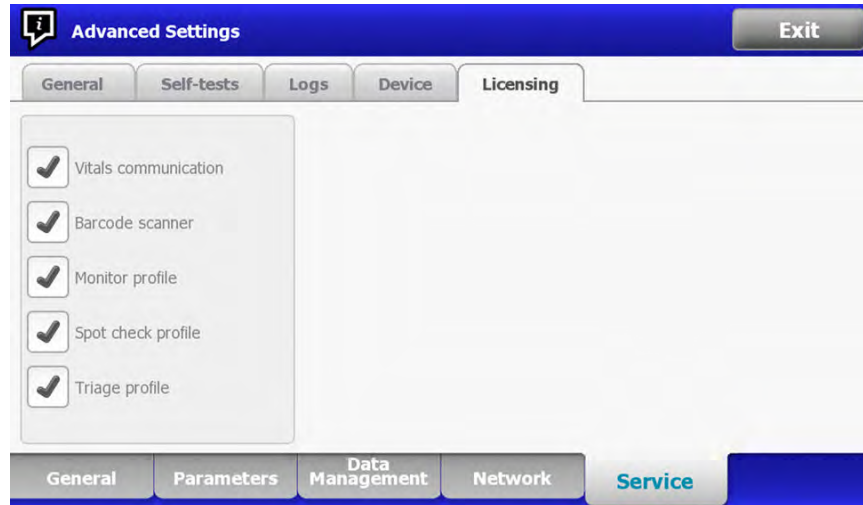 Advanced Settings
Exit
General
Self-tests
Logs
Device
Licensing
Vitals communication
Barcode scanner
Monitor profile
Spot check profile
Triage profile
General
Parameters
Data
Management
Network
Service